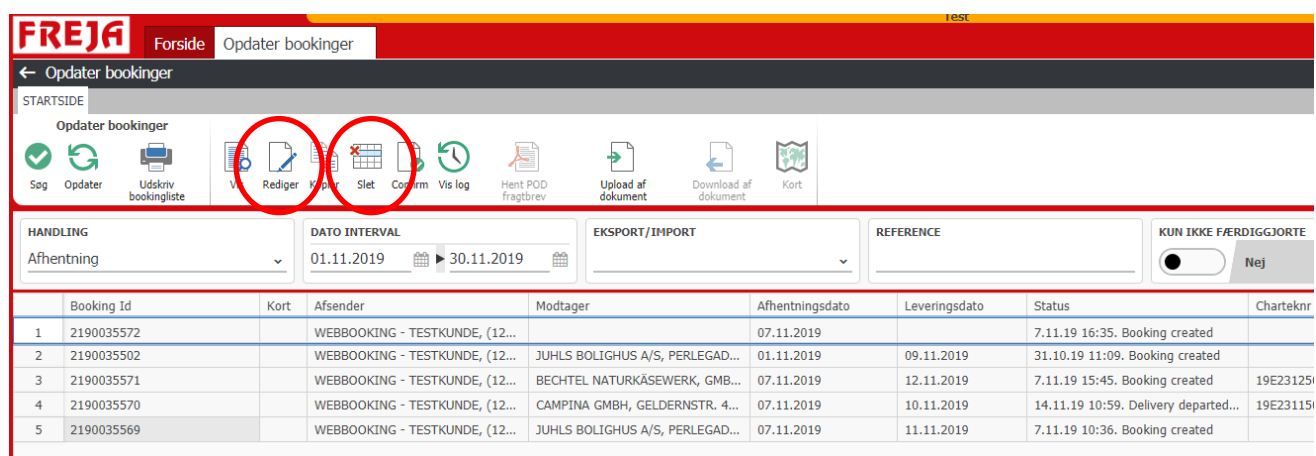 Test
FREJA Forside Opdater bookinger
← Opdater bookinger
STARTSIDE
Opdater bookinger
Søg Opdater Udskriv bookingliste Vis Rediger Kopier Slet Confirm Vis log Hent POD fragtbrev Upload af dokument Download af dokument Kort
HANDLING DATO INTERVAL EKSPORT/IMPORT REFERENCE KUN IKKE FÆRDIGGJORTE
Afhentning 01.11.2019 30.11.2019 Nej
Booking Id Kort Afsender Modtager Afhentningsdato Leveringsdato Status Charteknr
1 2190035572 WEBBOOKING - TESTKUNDE, (12... 07.11.2019 7.11.19 16:35. Booking created
2 2190035502 WEBBOOKING - TESTKUNDE, (12... JUHLS BOLIGHUS A/S, PERLEGAD... 01.11.2019 09.11.2019 31.10.19 11:09. Booking created
3 2190035571 WEBBOOKING - TESTKUNDE, (12... BECHTEL NATURKÄSEWERK, GMB... 07.11.2019 12.11.2019 7.11.19 15:45. Booking created 19E231250
4 2190035570 WEBBOOKING - TESTKUNDE, (12... CAMPINA GMBH, GELDERNSTR. 4... 07.11.2019 10.11.2019 14.11.19 10:59. Delivery departed... 19E231150
5 2190035569 WEBBOOKING - TESTKUNDE, (12... JUHLS BOLIGHUS A/S, PERLEGAD... 07.11.2019 11.11.2019 7.11.19 10:36. Booking created